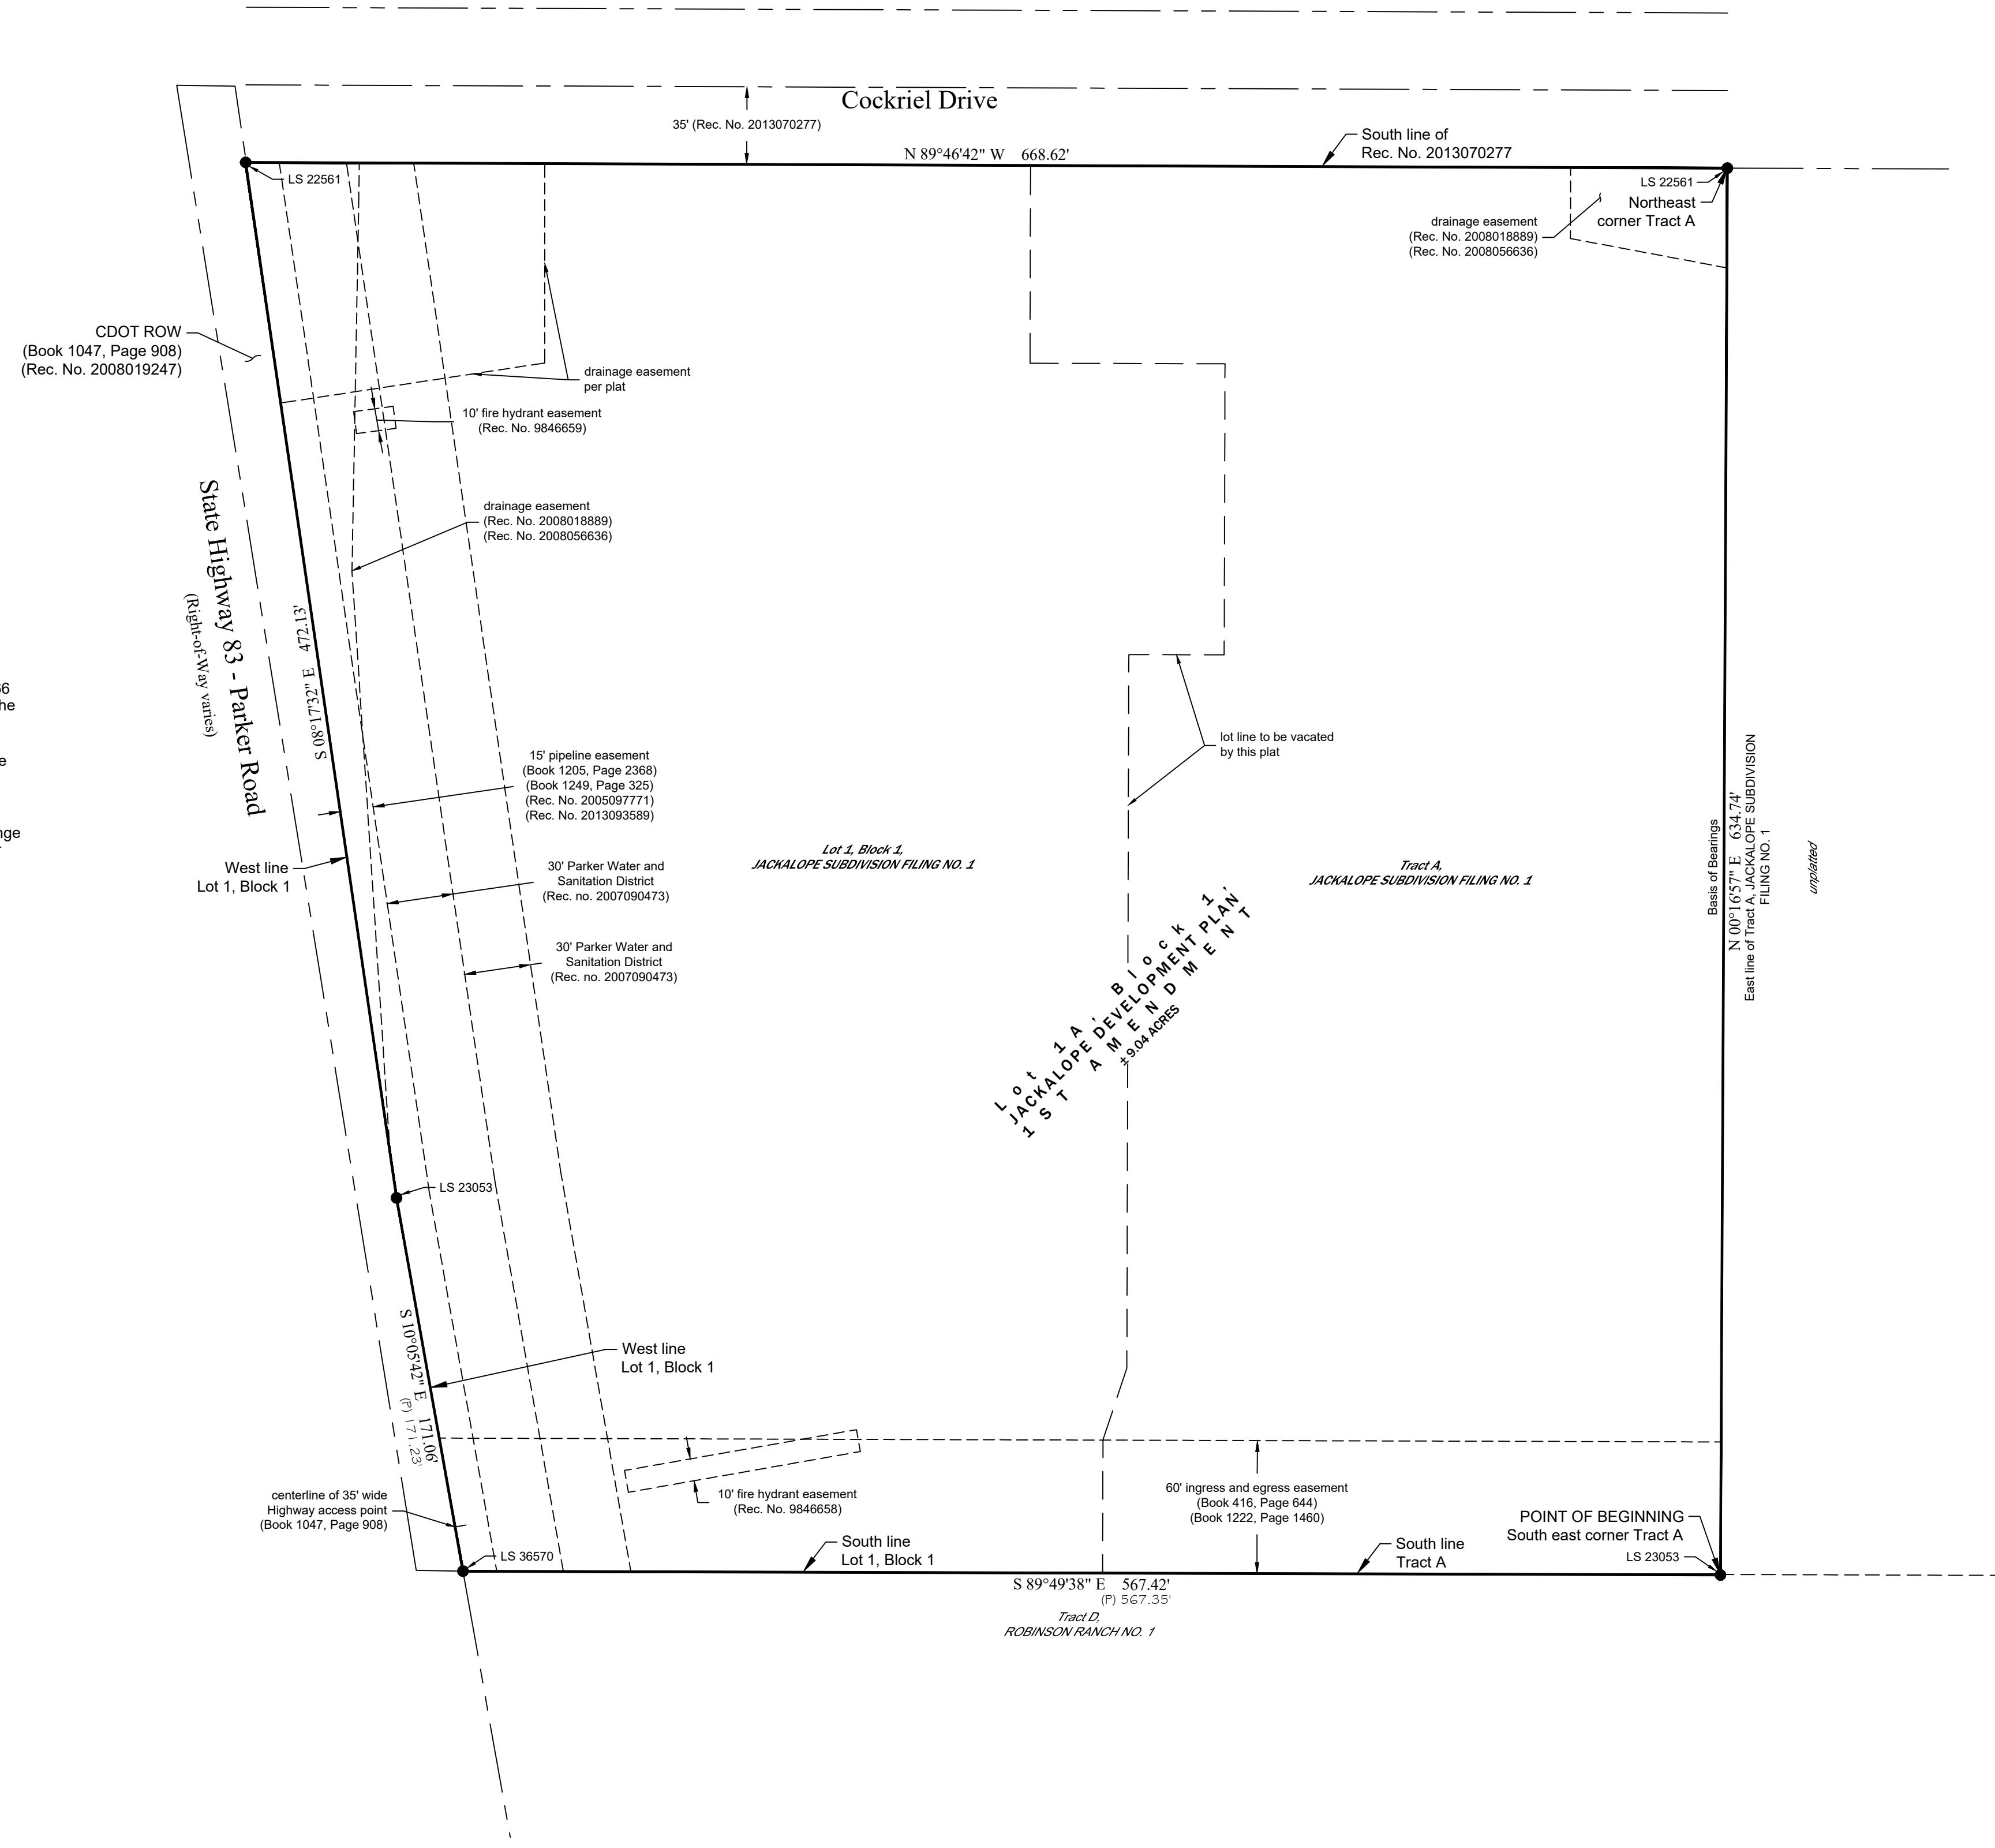 Cockriel Drive
35' (Rec. No. 2013070277)
N 89°46'42" W 668.62'
South line of
Rec. No. 2013070277
LS 22561
LS 22561
Northeast
corner Tract A
drainage easement
(Rec. No. 2008018889)
(Rec. No. 2008056636)
CDOT ROW
(Book 1047, Page 908)
(Rec. No. 2008019247)
drainage easement
per plat
10' fire hydrant easement
(Rec. No. 9846659)
drainage easement
(Rec. No. 2008018889)
(Rec. No. 2008056636)
State Highway 83 - Parker Road
(Right-of-Way varies)
S 08°17'32" E 472.13'
he
e
nge
lot line to be vacated
by this plat
15' pipeline easement
(Book 1205, Page 2368)
(Book 1249, Page 325)
(Rec. No. 2005097771)
(Rec. No. 2013093589)
West line
Lot 1, Block 1
30' Parker Water and
Sanitation District
(Rec. no. 2007090473)
30' Parker Water and
Sanitation District
(Rec. no. 2007090473)
Lot 1, Block 1,
JACKALOPE SUBDIVISION FILING NO. 1
Tract A,
JACKALOPE SUBDIVISION FILING NO. 1
Basis of Bearings
N 00°16'57" E 634.74'
East line of Tract A, JACKALOPE SUBDIVISION
FILING NO. 1
unplatted
Lot 1A, Block 1,
JACKALOPE DEVELOPMENT PLAN
1ST AMENDMENT
± 9.04 ACRES
LS 23053
S 10°05'42" E 171.06'
(P) 171.23'
West line
Lot 1, Block 1
centerline of 35' wide
Highway access point
(Book 1047, Page 908)
10' fire hydrant easement
(Rec. No. 9846658)
60' ingress and egress easement
(Book 416, Page 644)
(Book 1222, Page 1460)
POINT OF BEGINNING
South east corner Tract A
LS 23053
LS 36570
South line
Lot 1, Block 1
South line
Tract A
S 89°49'38" E 567.42'
(P) 567.35'
Tract D,
ROBINSON RANCH NO. 1